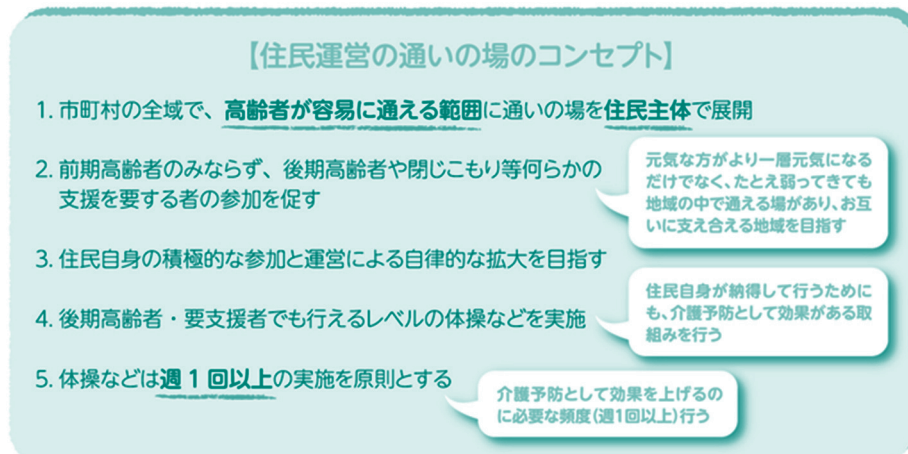 【住民運営の通いの場のコンセプト】
1. 市町村の全域で、高齢者が容易に通える範囲に通いの場を住民主体で展開
2. 前期高齢者のみならず、後期高齢者や閉じこもり等何らかの
支援を要する者の参加を促す
元気な方がより一層元気になる
だけでなく、たとえ弱ってきても
地域の中で通える場があり、お互
いに支え合える地域を目指す
3. 住民自身の積極的な参加と運営による自律的な拡大を目指す
4. 後期高齢者・要支援者でも行えるレベルの体操などを実施
住民自身が納得して行うためにも
、介護予防として効果がある取
組みを行う
5. 体操などは週1回以上の実施を原則とする
介護予防として効果を上げるの
に必要な頻度(週1回以上)行う